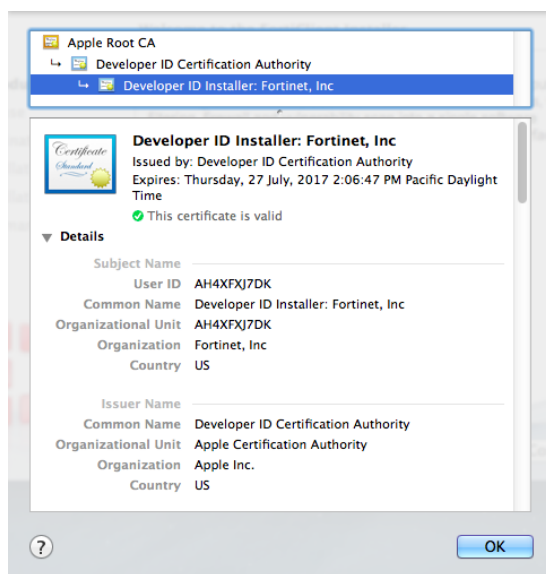 Apple Root CA
Developer ID Certification Authority
Developer ID Installer: Fortinet, Inc
Certificate
Standard
Developer ID Installer: Fortinet, Inc
Issued by: Developer ID Certification Authority
Expires: Thursday, 27 July, 2017 2:06:47 PM Pacific Daylight
Time
This certificate is valid
Details
Subject Name
User ID AH4XFXJ7DK
Common Name Developer ID Installer: Fortinet, Inc
Organizational Unit AH4XFXJ7DK
Organization Fortinet, Inc
Country US
Issuer Name
Common Name Developer ID Certification Authority
Organizational Unit Apple Certification Authority
Organization Apple Inc.
Country US
?
OK